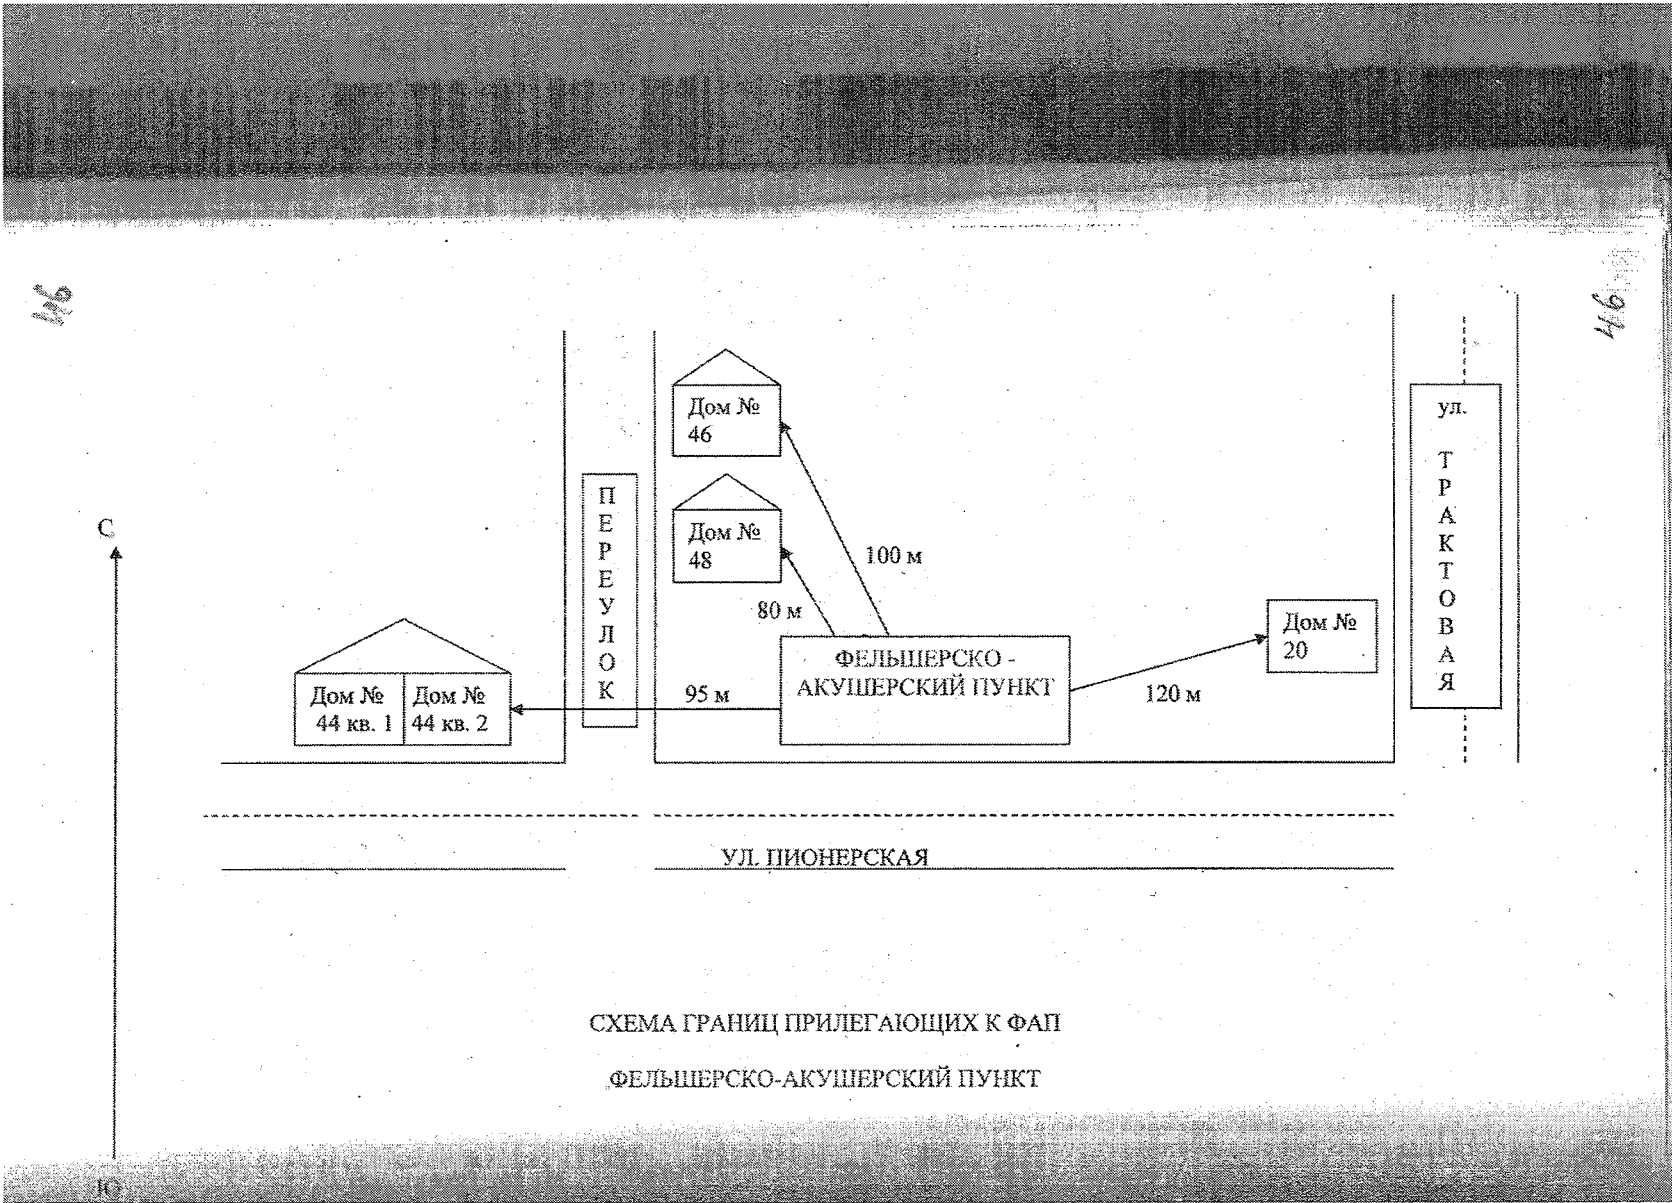 46
46
Дом №
46
ул.
ТРАКТОВАЯ
ПЕРЕУЛОК
С
Дом №
48
100 м
80 м
Дом №
20
ФЕЛЬШЕРСКО -
АКУШЕРСКИЙ ПУНКТ
120 м
95 м
Дом №
44 кв. 1
Дом №
44 кв. 2
УЛ. ПИОНЕРСКАЯ
СХЕМА ГРАНИЦ ПРИЛЕГАЮЩИХ К ФАП
ФЕЛЬШЕРСКО-АКУШЕРСКИЙ ПУНКТ
Ю